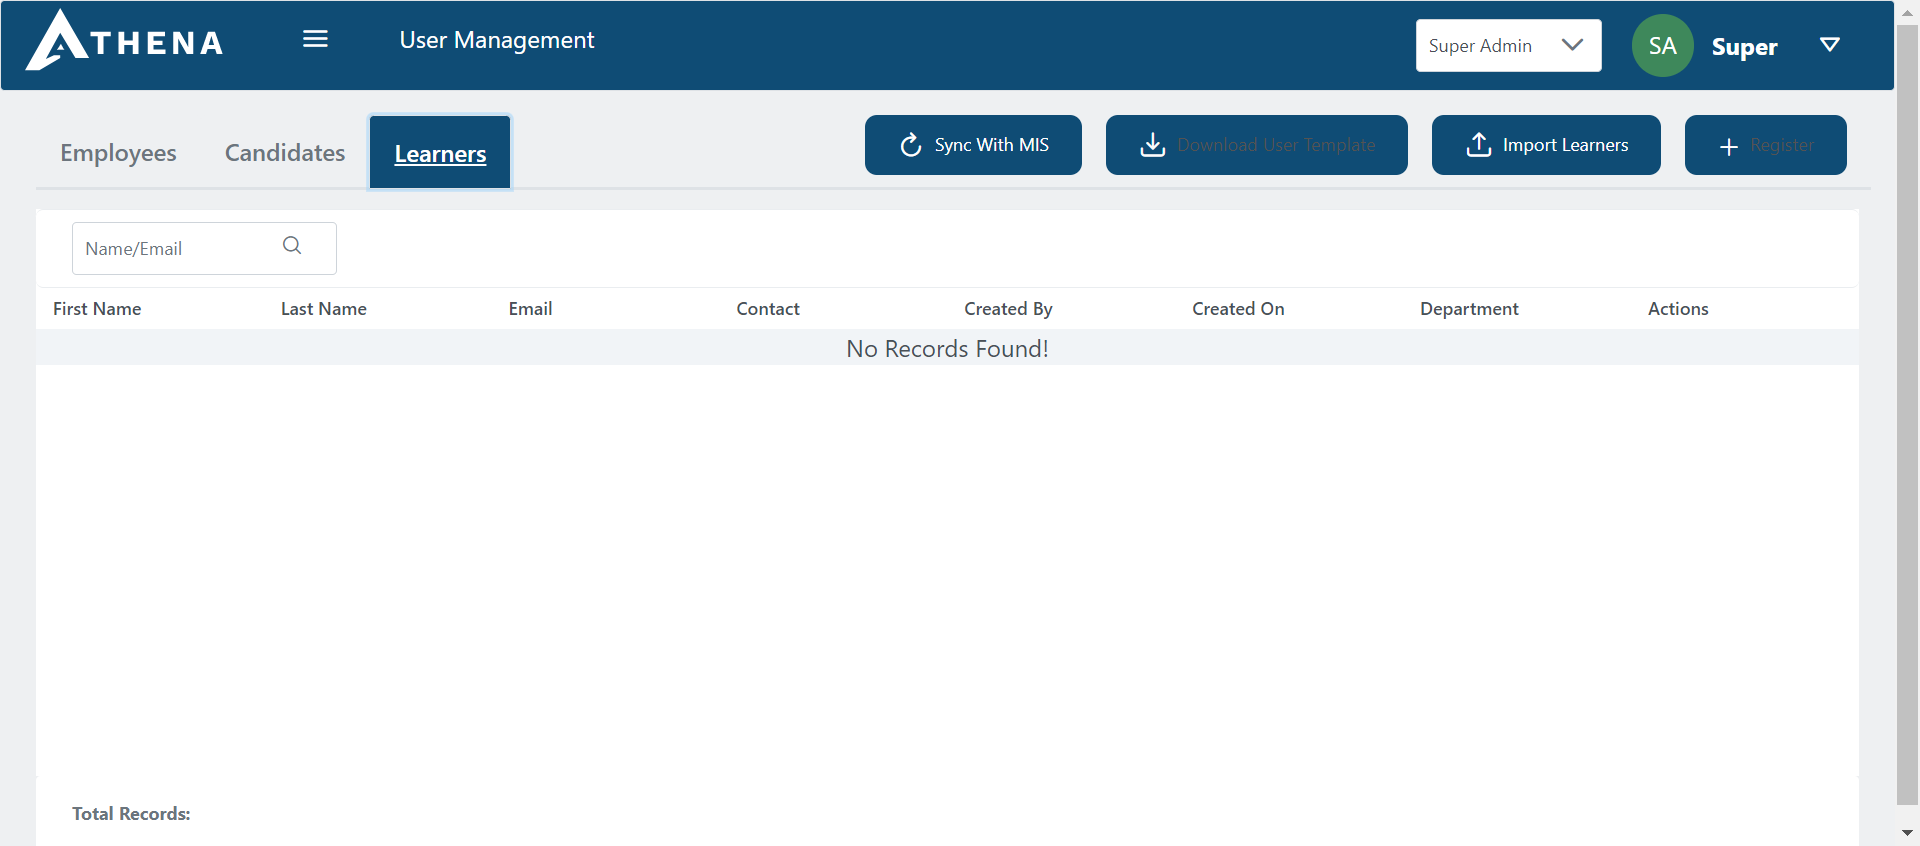 ATHENA
User Management
Super Admin
SA
Super
Employees
Candidates
Learners
Sync With MIS
Download User Template
Import Learners
Register
Name/Email
First Name
Last Name
Email
Contact
Created By
Created On
Department
Actions
No Records Found!
Total Records: